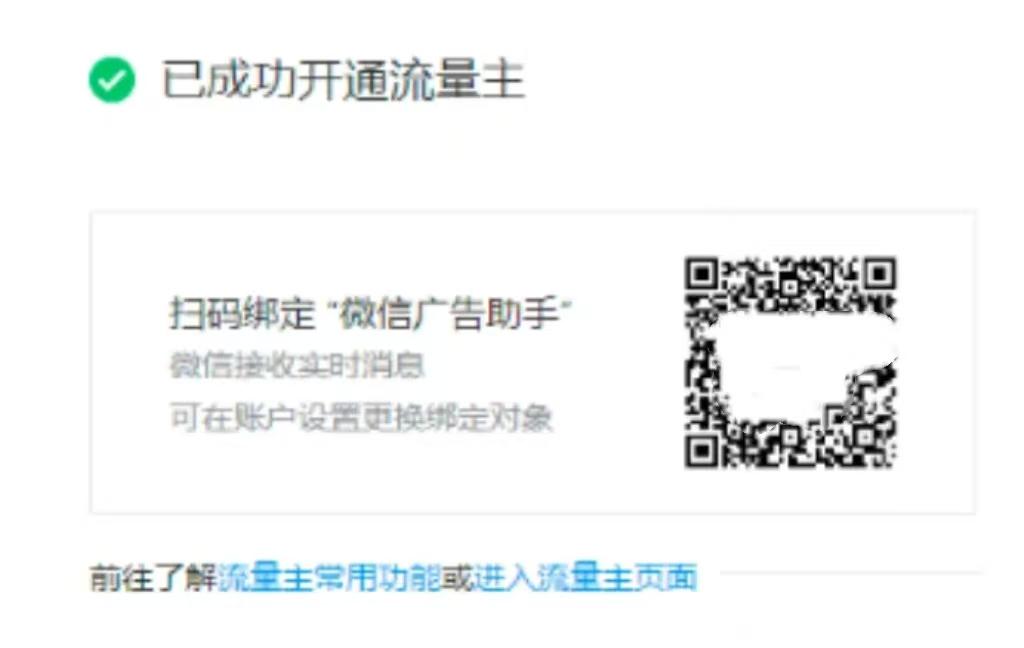 已成功开通流量主
扫码绑定 “微信广告助手”
微信接收实时消息
可在账户设置更换绑定对象
前往了解流量主常用功能或进入流量主页面